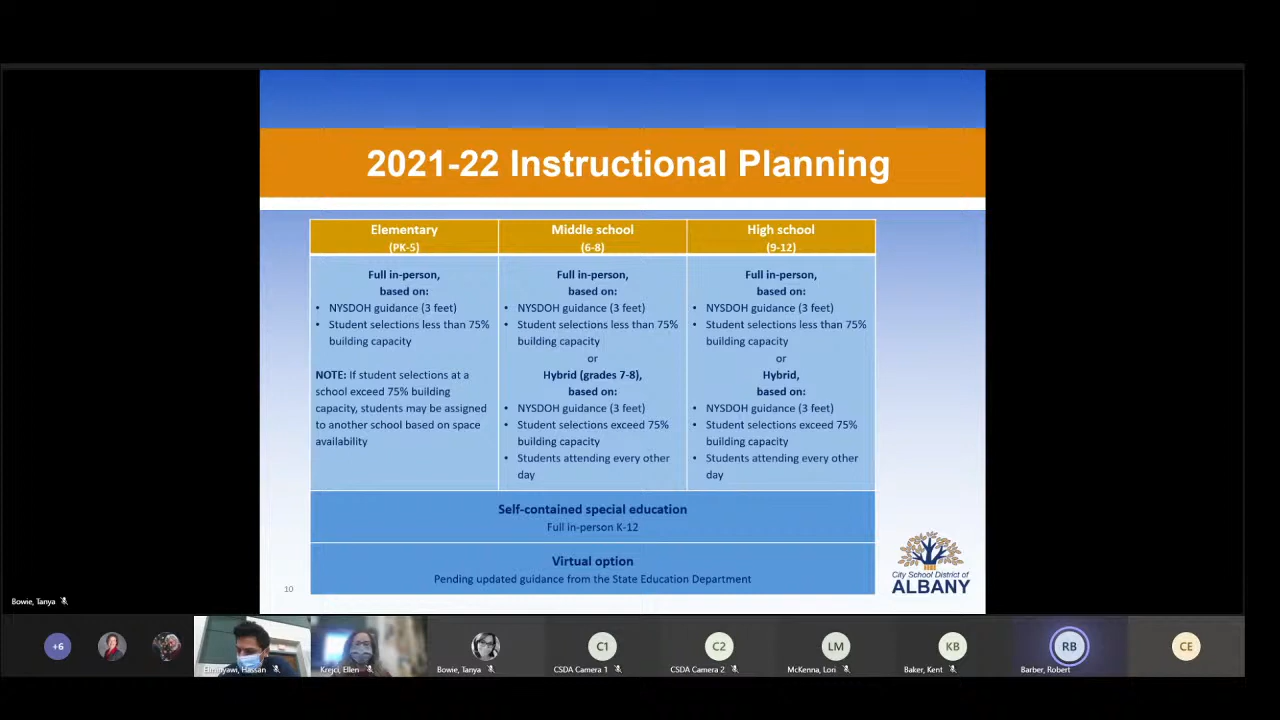 2021-22 Instructional Planning
Elementary
(PK-5)
Full in-person,
based on:
• NYSDOH guidance (3 feet)
• Student selections less than 75%
building capacity
NOTE: If student selections at a
school exceed 75% building
capacity, students may be assigned
to another school based on space
availability
Middle school
(6-8)
Full in-person,
based on:
• NYSDOH guidance (3 feet)
• Student selections less than 75%
building capacity
or
Hybrid (grades 7-8),
based on:
• NYSDOH guidance (3 feet)
• Student selections exceed 75%
building capacity
• Students attending every other
day
High school
(9-12)
Full in-person,
based on:
• NYSDOH guidance (3 feet)
• Student selections less than 75%
building capacity
or
Hybrid,
based on:
• NYSDOH guidance (3 feet)
• Student selections exceed 75%
building capacity
• Students attending every other
day
Self-contained special education
Full in-person K-12
Virtual option
Pending updated guidance from the State Education Department
10
City School District of
ALBANY
Bowie, Tanya
+6
Elminyawi, Hassan
Krejci, Ellen
Bowie, Tanya
C1
CSDA Camera 1
C2
CSDA Camera 2
LM
McKenna, Lori
KB
Baker, Kent
RB
Barber, Robert
CE